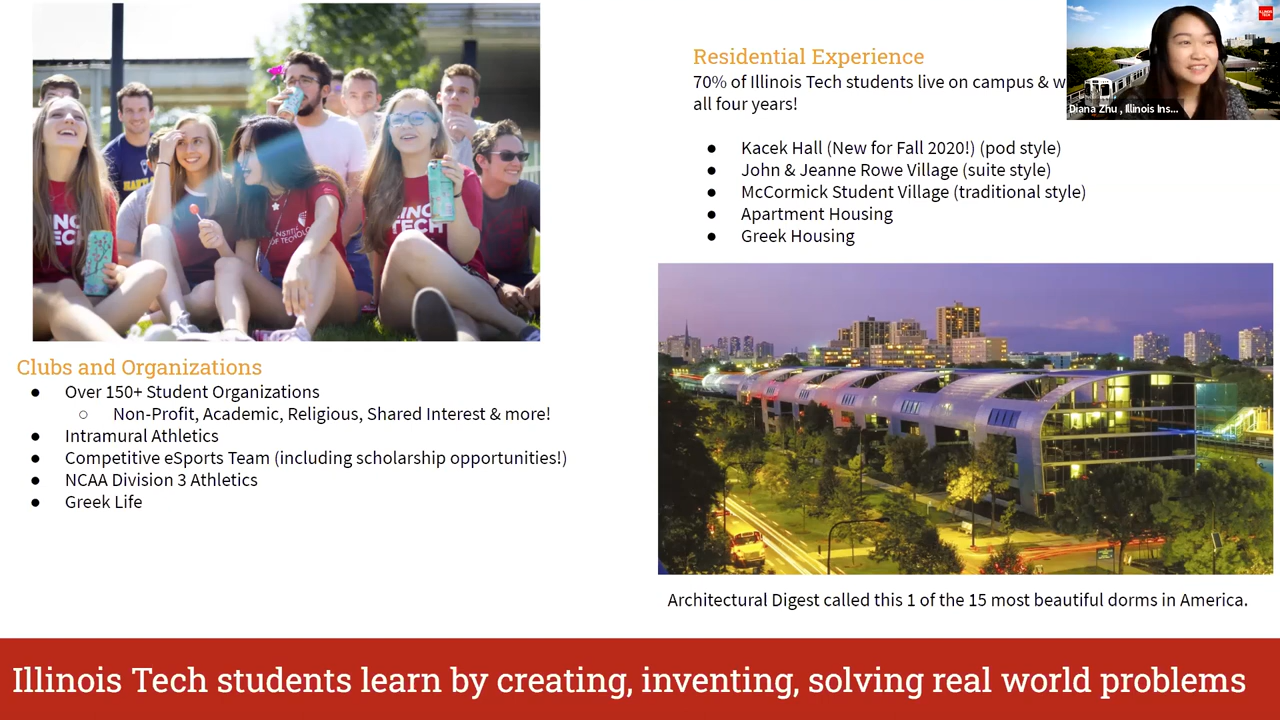 Residential Experience
70% of Illinois Tech students live on campus & w
all four years!
Kacek Hall (New for Fall 2020!) (pod style)
John & Jeanne Rowe Village (suite style)
McCormick Student Village (traditional style)
Apartment Housing
Greek Housing
ILLINOIS TECH
Diana Zhu , Illinois Ins...
Clubs and Organizations
Over 150+ Student Organizations
Non-Profit, Academic, Religious, Shared Interest & more!
Intramural Athletics
Competitive eSports Team (including scholarship opportunities!)
NCAA Division 3 Athletics
Greek Life
Architectural Digest called this 1 of the 15 most beautiful dorms in America.
Illinois Tech students learn by creating, inventing, solving real world problems